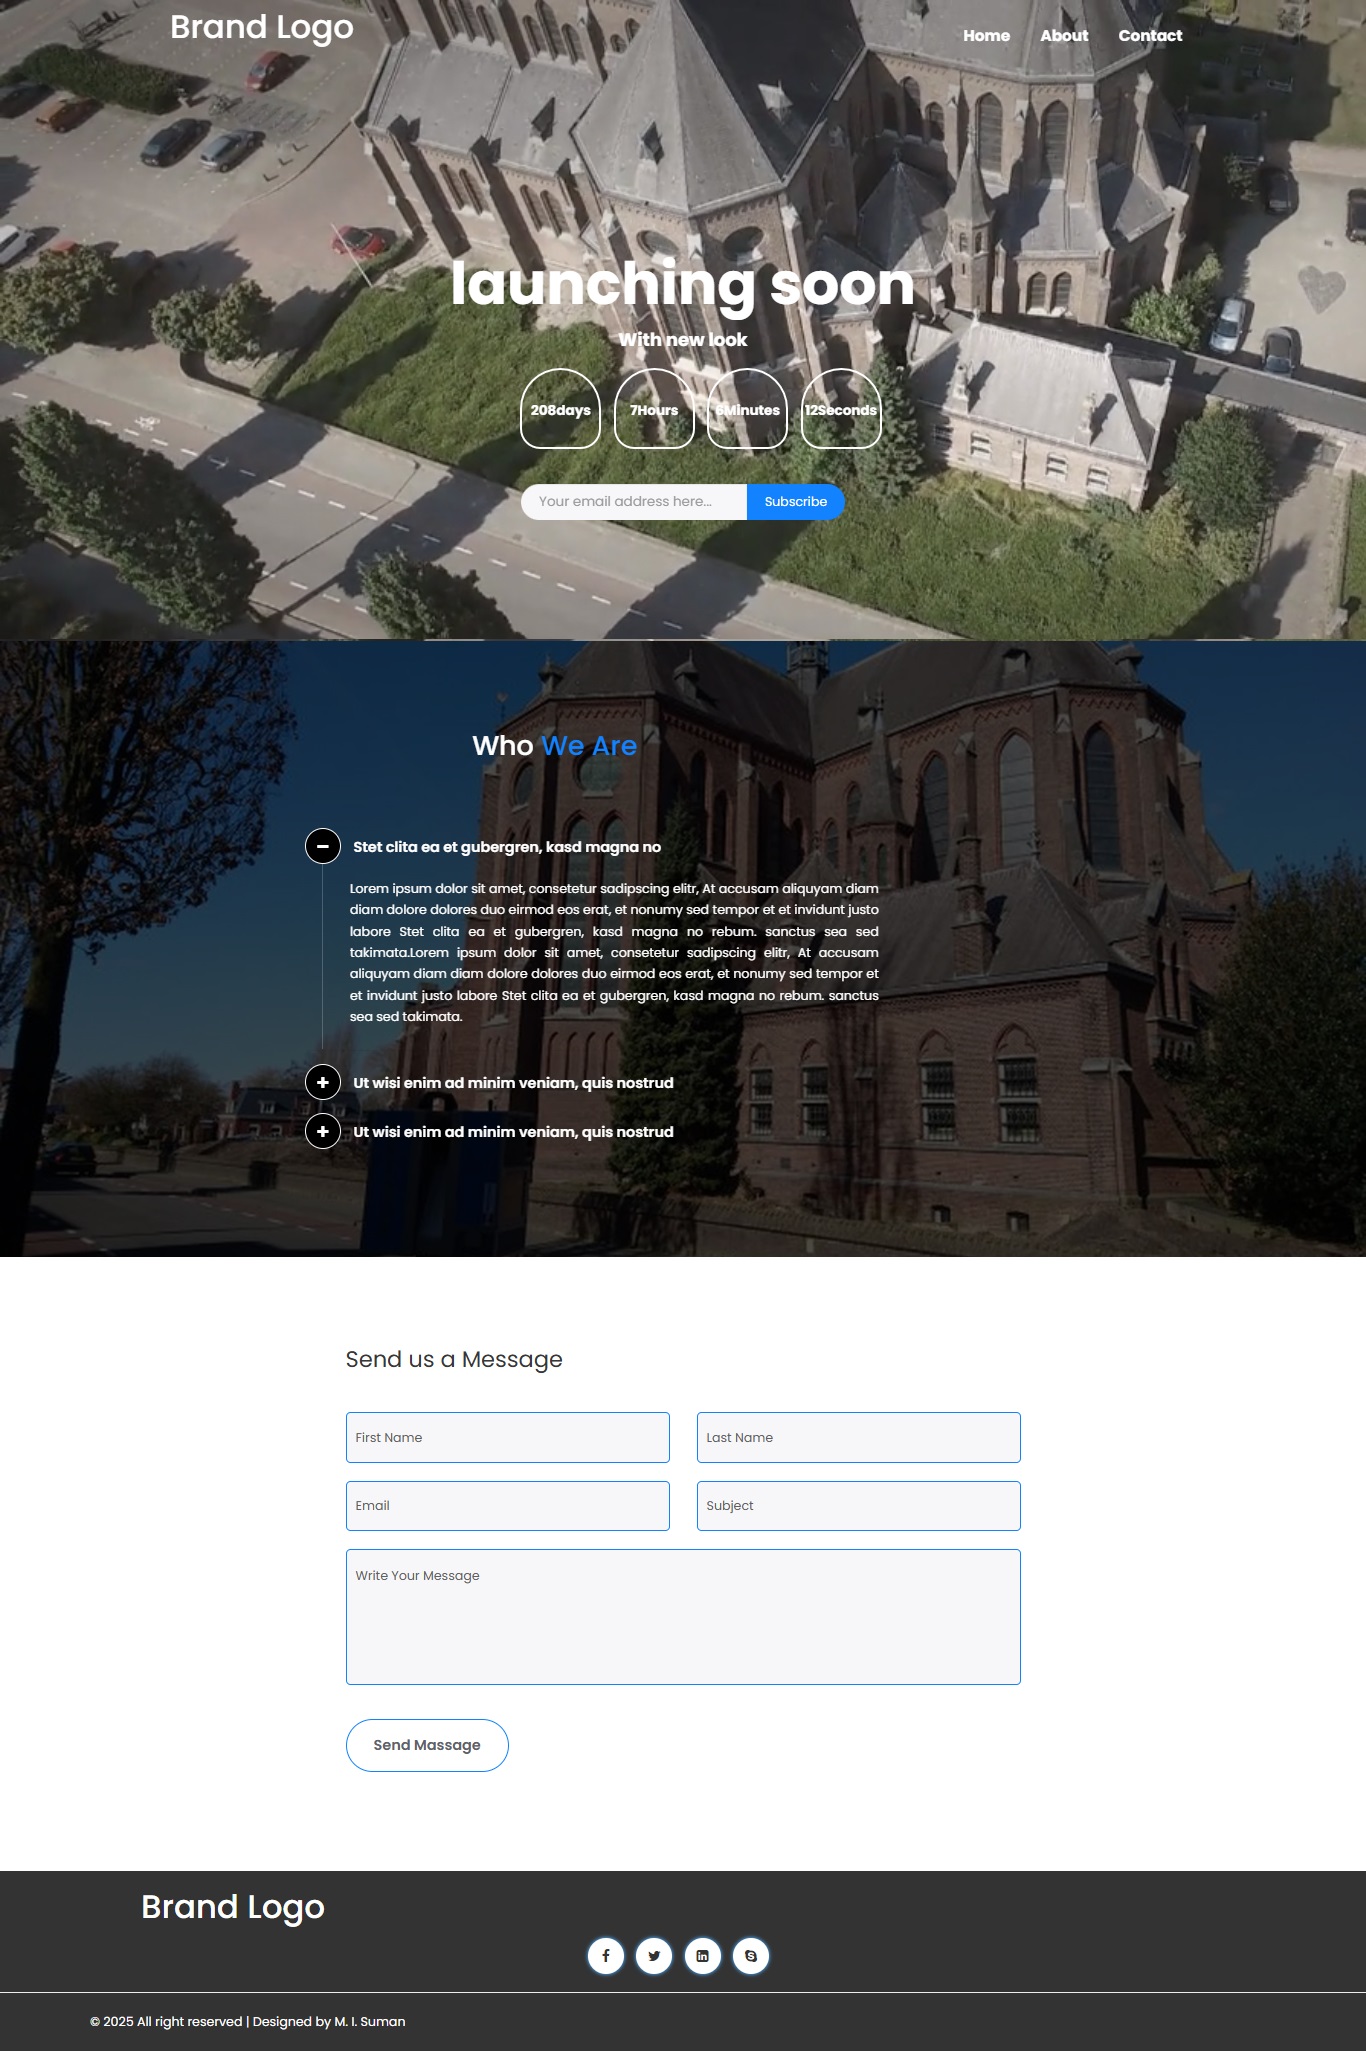 Brand Logo
Home About Contact
launching soon
With new look
208days 7Hours 6Minutes 12Seconds
Your email address here... Subscribe
Who We Are
Stet clita ea et gubergren, kasd magna no
Lorem ipsum dolor sit amet, consetetur sadipscing elitr, At accusam aliquyam diam
diam dolore dolores duo eirmod eos erat, et nonumy sed tempor et et invidunt justo
labore Stet clita ea et gubergren, kasd magna no rebum. sanctus sea sed
takimata.Lorem ipsum dolor sit amet, consetetur sadipscing elitr, At accusam
aliquyam diam diam dolore dolores duo eirmod eos erat, et nonumy sed tempor et
et invidunt justo labore Stet clita ea et gubergren, kasd magna no rebum. sanctus
sea sed takimata.
Ut wisi enim ad minim veniam, quis nostrud
Ut wisi enim ad minim veniam, quis nostrud
Send us a Message
First Name Last Name
Email Subject
Write Your Message
Send Massage
Brand Logo
© 2025 All right reserved | Designed by M. I. Suman